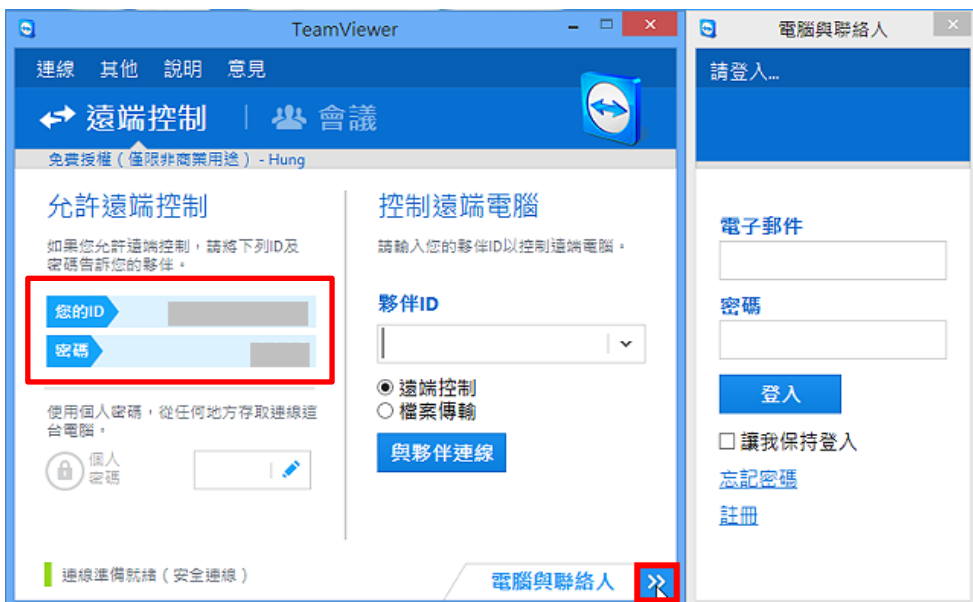 TeamViewer
連線 其他 說明 意見
遠端控制 會議
免費授權（僅限非商業用途）- Hung
允許遠端控制
如果您允許遠端控制，請將下列ID及
密碼告訴您的夥伴。
您的ID
密碼
使用個人密碼，從任何地方存取連線這
台電腦。
個人
密碼
連線準備就緒（安全連線）
控制遠端電腦
請輸入您的夥伴ID以控制遠端電腦。
夥伴ID
遠端控制
檔案傳輸
與夥伴連線
電腦與聯絡人
電腦與聯絡人
請登入...
電子郵件
密碼
登入
讓我保持登入
忘記密碼
註冊